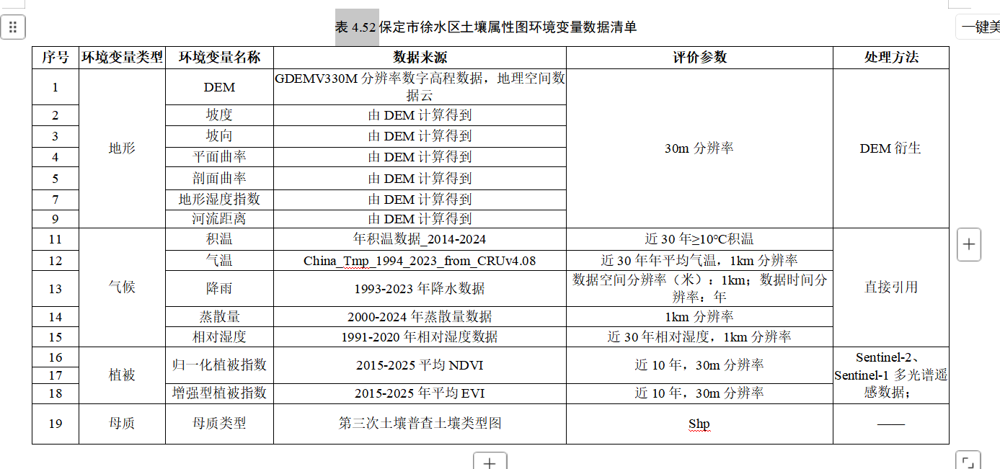 表 4.52 保定市徐水区土壤属性图环境变量数据清单
一键美
序号 环境变量类型 环境变量名称 数据来源 评价参数 处理方法
1 地形 DEM GDEMV330M 分辨率数字高程数据，地理空间数
据云 30m 分辨率 DEM 衍生
2 坡度 由 DEM 计算得到
3 坡向 由 DEM 计算得到
4 平面曲率 由 DEM 计算得到
5 剖面曲率 由 DEM 计算得到
7 地形湿度指数 由 DEM 计算得到
9 河流距离 由 DEM 计算得到
11 气候 积温 年积温数据_2014-2024 近 30 年≥10℃积温 直接引用
12 气温 China_Tmp_1994_2023_from_CRUv4.08 近 30 年年平均气温，1km 分辨率
13 降雨 1993-2023 年降水数据 数据空间分辨率（米）：1km；数据时间分
辨率：年
14 蒸散量 2000-2024 年蒸散量数据 1km 分辨率
15 相对湿度 1991-2020 年相对湿度数据 近 30 年相对湿度，1km 分辨率
16 植被 归一化植被指数 2015-2025 平均 NDVI 近 10 年，30m 分辨率 Sentinel-2、
17 Sentinel-1 多光谱遥
18 增强型植被指数 2015-2025 年平均 EVI 近 10 年，30m 分辨率 感数据；
19 母质 母质类型 第三次土壤普查土壤类型图 Shp ——